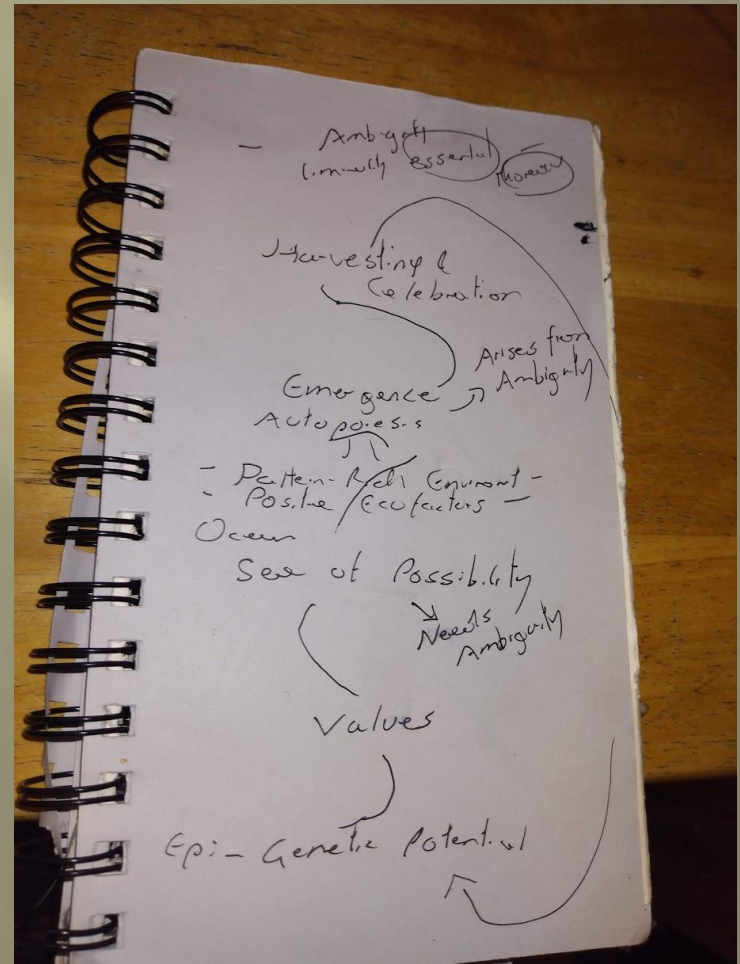 - Ambiguity
essential
Harvesting &
Celebration
Arises from
Ambiguity
Emergence
Autopoiesis
- Pattern-Rich Environment -
- Positive / Ecofactors -
Ocean
Sea of Possibility
Needs
Ambiguity
Values
Epi-Genetic Potential